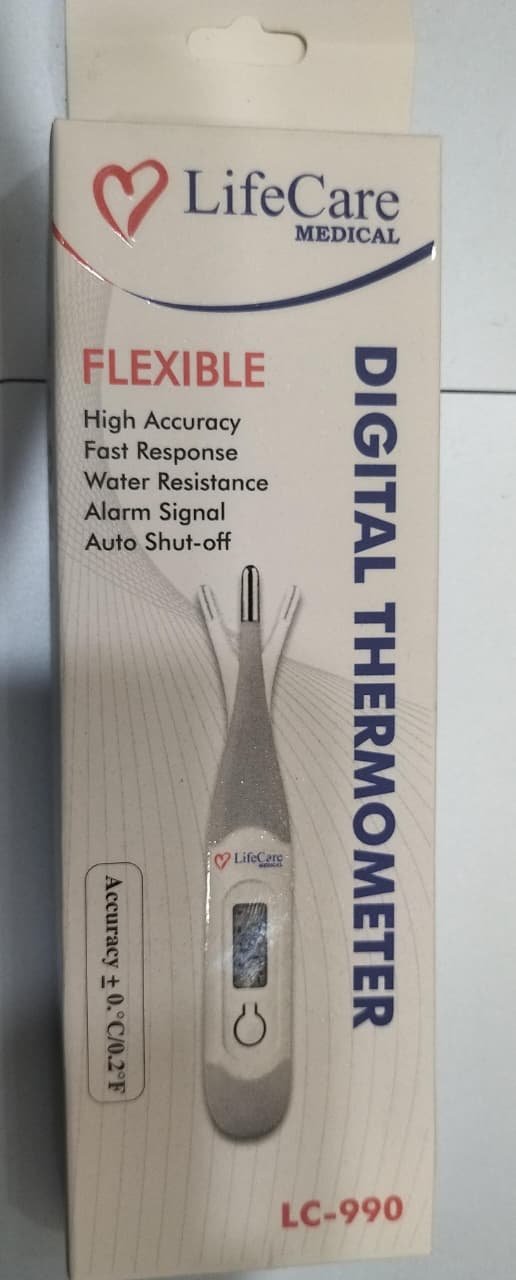 LifeCare
MEDICAL
FLEXIBLE
High Accuracy
Fast Response
Water Resistance
Alarm Signal
Auto Shut-off
DIGITAL THERMOMETER
LifeCare
MEDICAL
Accuracy ± 0.°C/0.2°F
LC-990